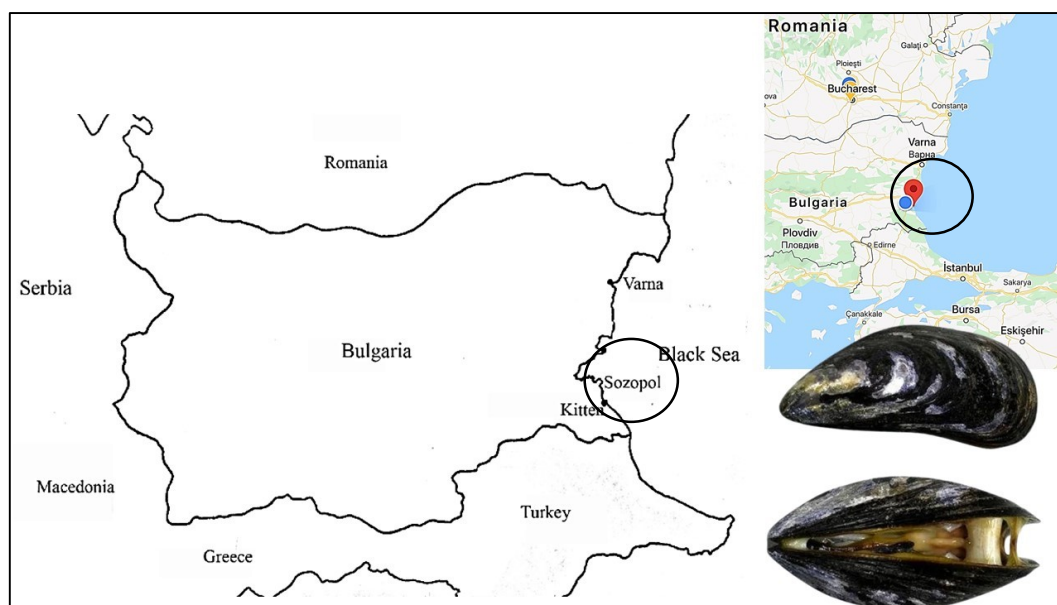 Romania
Serbia
Varna
Bulgaria
Black Sea
Sozopol
Kitten
Macedonia
Turkey
Greece
Romania
Galați
Ploiești
Bucharest
ova
Constanța
Varna
Варна
Bulgaria
Plovdiv
Пловдив
Edirne
İstanbul
Sakarya
Çanakkale
Bursa
Eskişehir